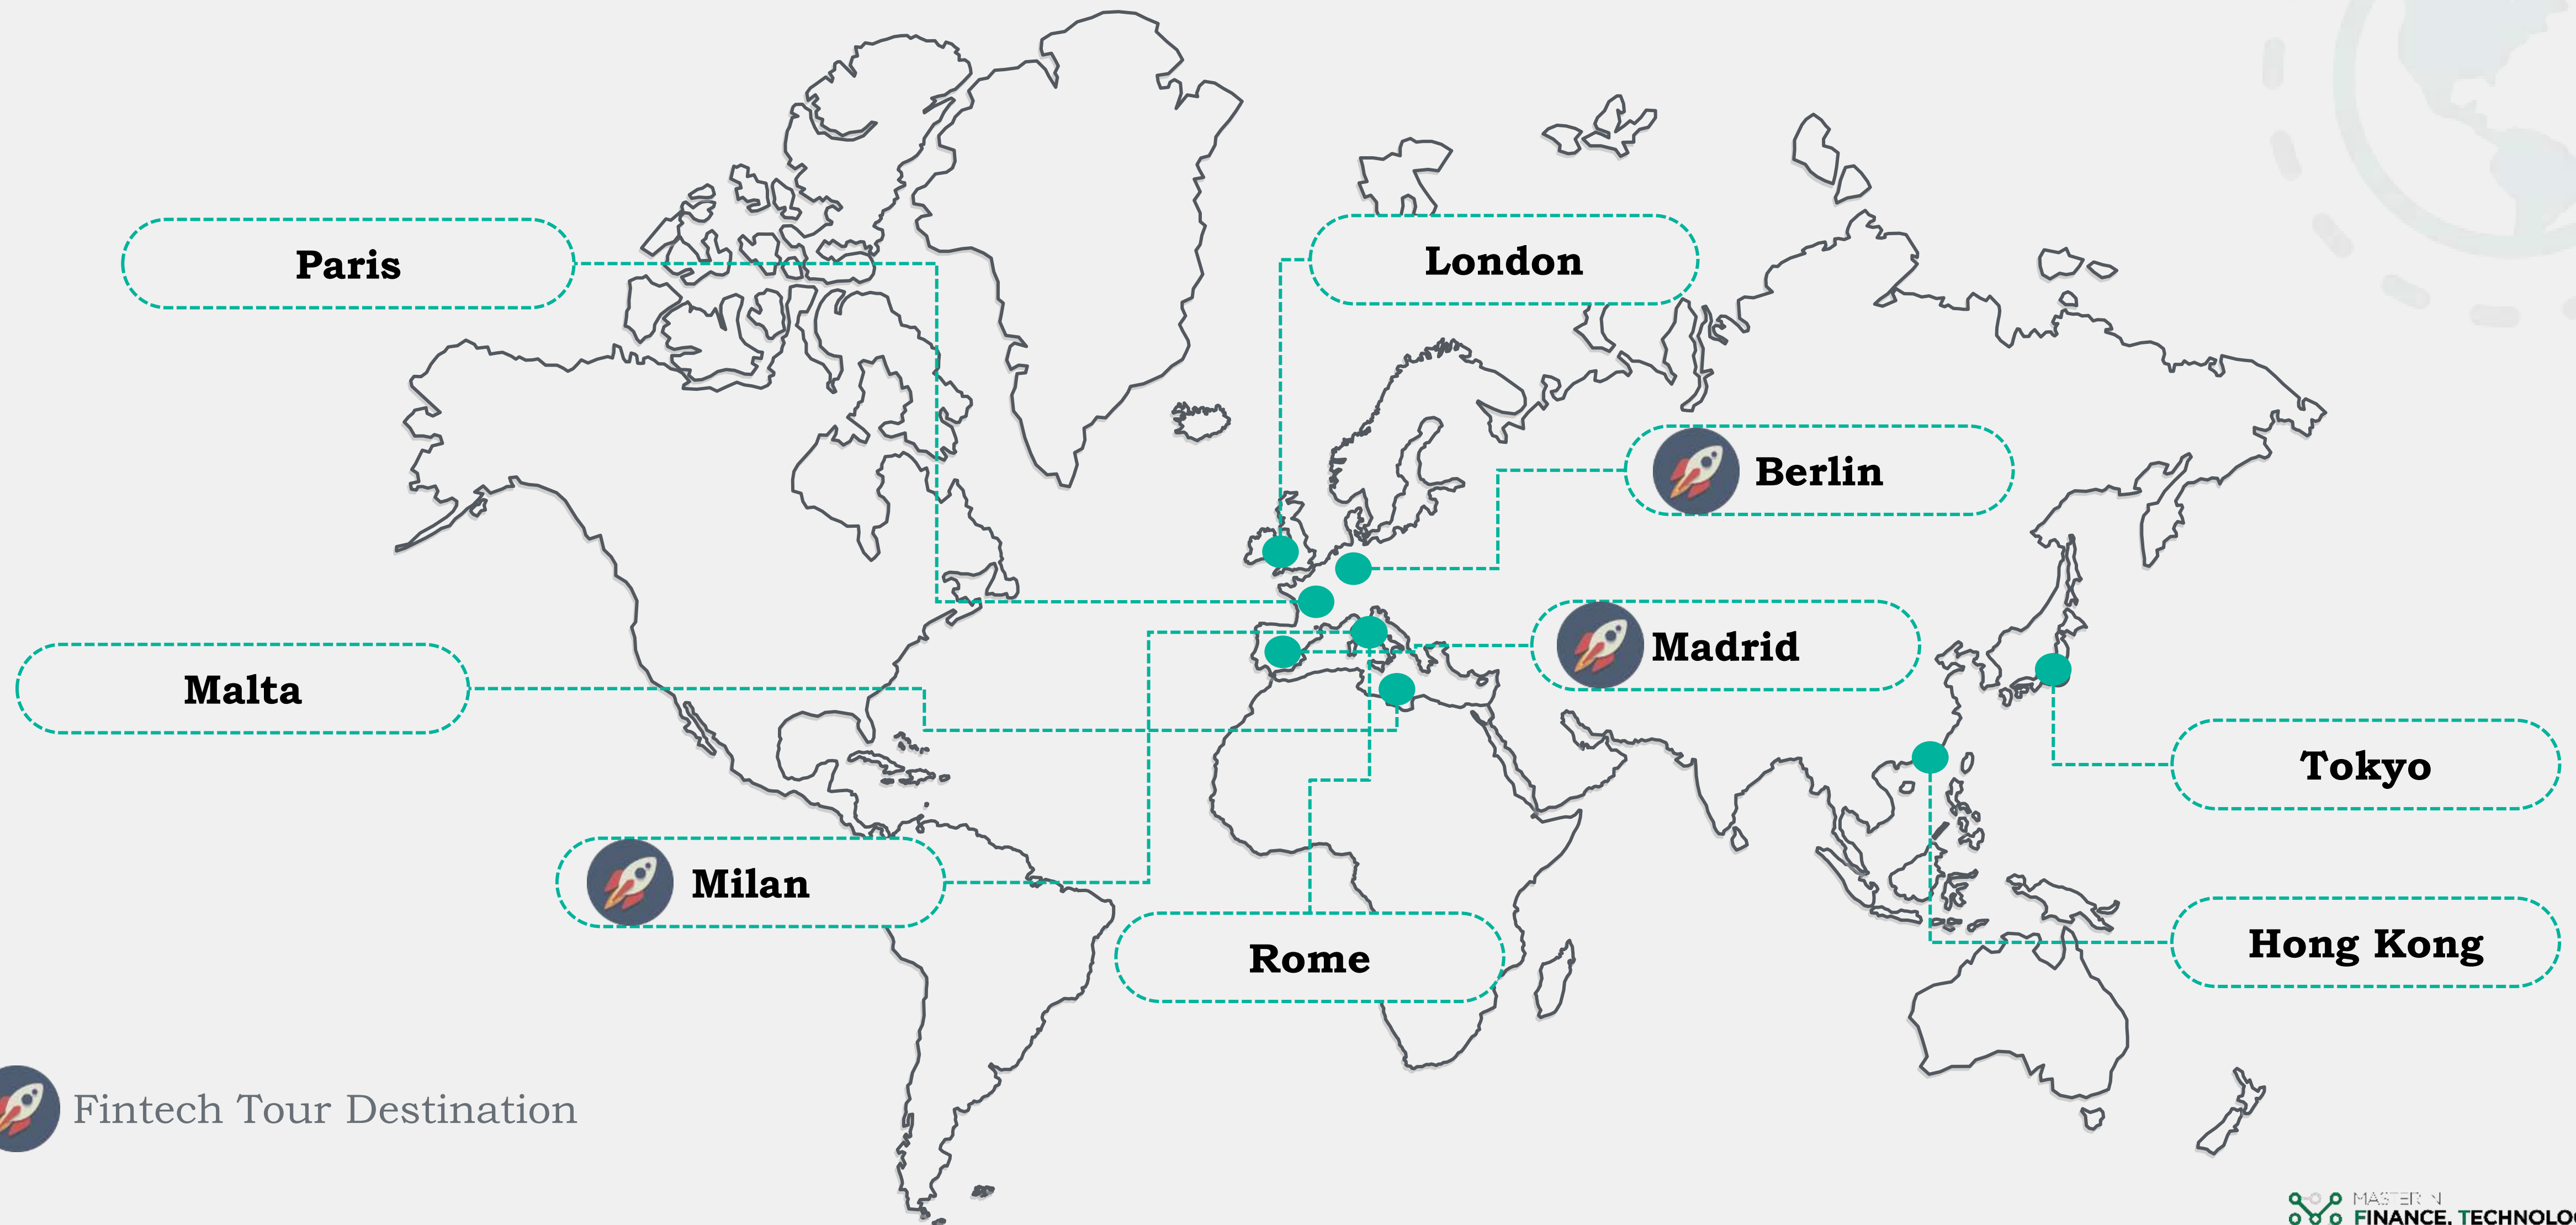 Paris
London
Berlin
Madrid
Malta
Tokyo
Milan
Hong Kong
Rome
Fintech Tour Destination
MASTER IN
FINANCE, TECHNOLO